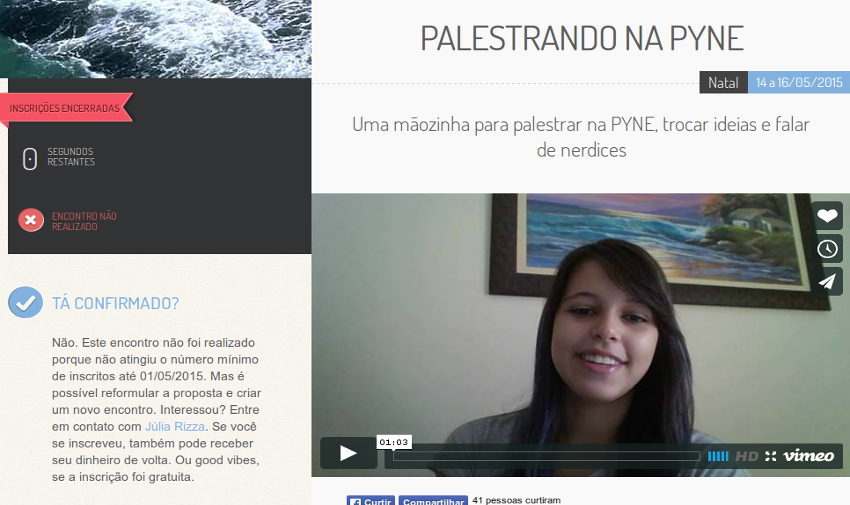 INSCRIÇÕES ENCERRADAS
0 SEGUNDOS
RESTANTES
ENCONTRO NÃO
REALIZADO
TÁ CONFIRMADO?
Não. Este encontro não foi realizado
porque não atingiu o número mínimo
de inscritos até 01/05/2015. Mas é
possível reformular a proposta e criar
um novo encontro. Interessou? Entre
em contato com Júlia Rizza. Se você
se inscreveu, também pode receber
seu dinheiro de volta. Ou good vibes,
se a inscrição foi gratuita.
PALESTRANDO NA PYNE
Natal 14 a 16/05/2015
Uma mãozinha para palestrar na PYNE, trocar ideias e falar
de nerdices
01:03
HD vimeo
Curtir Compartilhar 41 pessoas curtiram